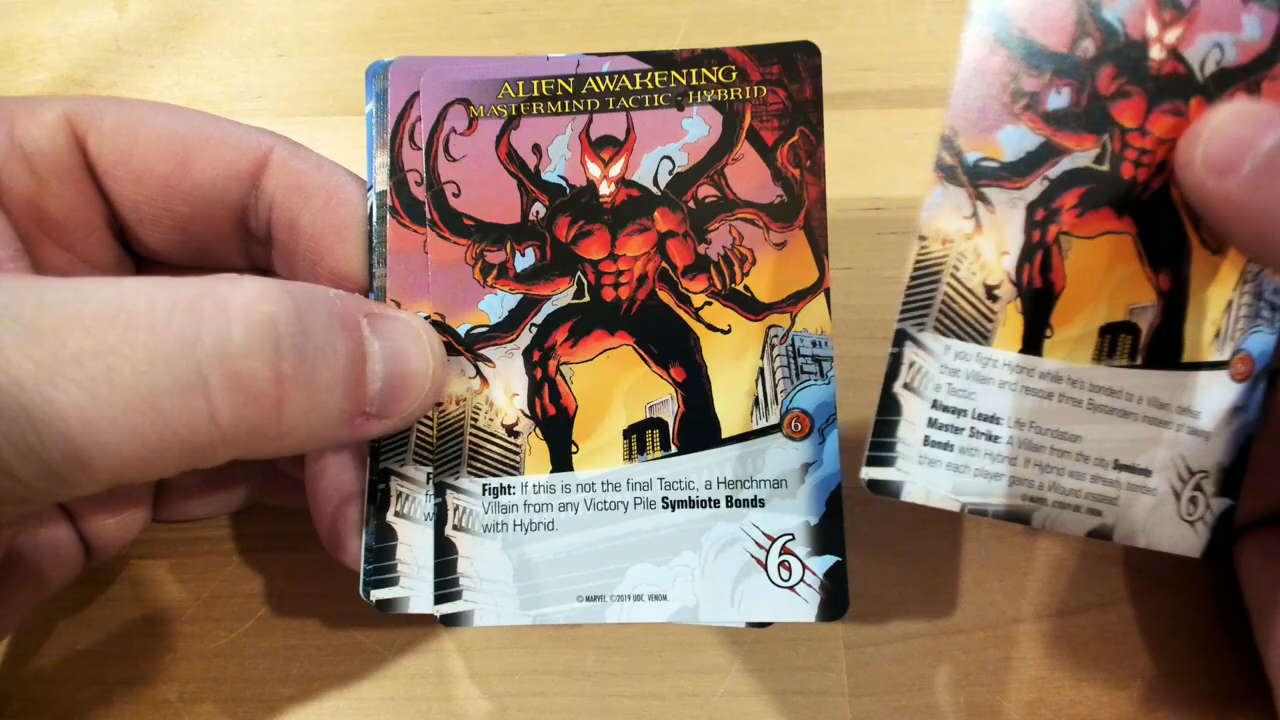 ALIEN AWAKENING
MASTERMIND TACTIC - HYBRID
6
Fight: If this is not the final Tactic, a Henchman
Villain from any Victory Pile Symbiote Bonds
with Hybrid.
6
© MARVEL. ©2019 UDC. VENOM.
If you fight Hybrid while he's bonded to a Villain, defeat
that Villain and rescue three Bystanders instead of taking
a Tactic.
Always Leads: Life Foundation
Master Strike: A Villain from the city Symbiote
Bonds with Hybrid. If Hybrid was already bonded,
then each player gains a Wound instead.
6